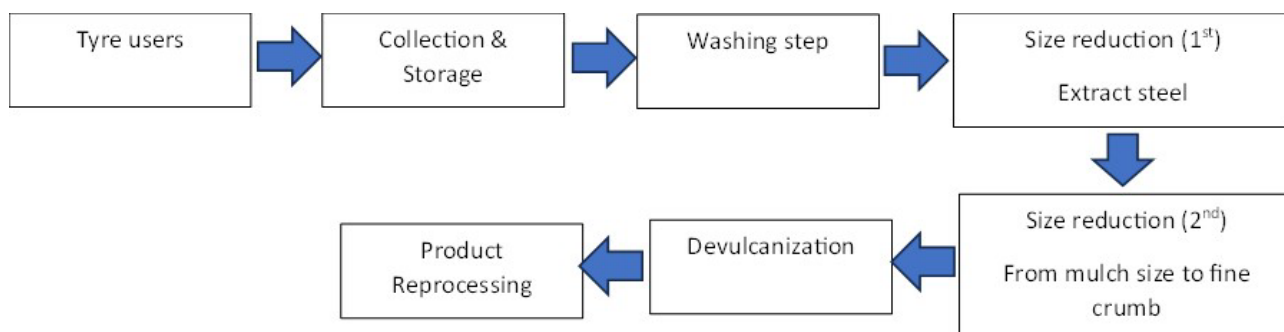 Tyre users
Collection &
Storage
Washing step
Size reduction (1st)
Extract steel
Size reduction (2nd)
From mulch size to fine
crumb
Devulcanization
Product
Reprocessing